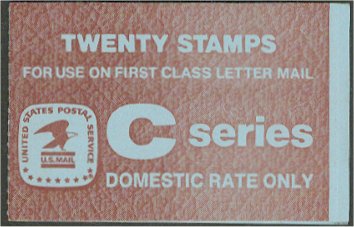 TWENTY STAMPS
FOR USE ON FIRST CLASS LETTER MAIL
UNITED STATES POSTAL SERVICE
U.S.MAIL
C series
DOMESTIC RATE ONLY